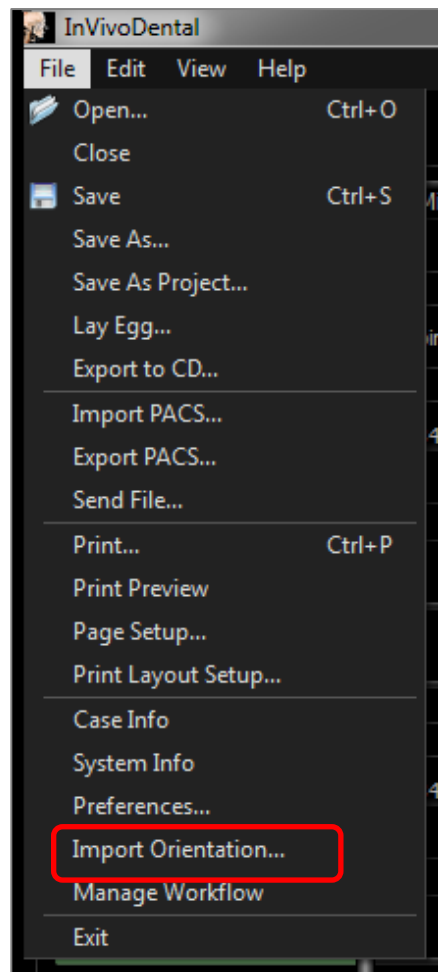 InVivoDental
File Edit View Help
Open... Ctrl+O
Close
Save Ctrl+S
Save As...
Save As Project...
Lay Egg...
Export to CD...
Import PACS...
Export PACS...
Send File...
Print... Ctrl+P
Print Preview
Page Setup...
Print Layout Setup...
Case Info
System Info
Preferences...
Import Orientation...
Manage Workflow
Exit